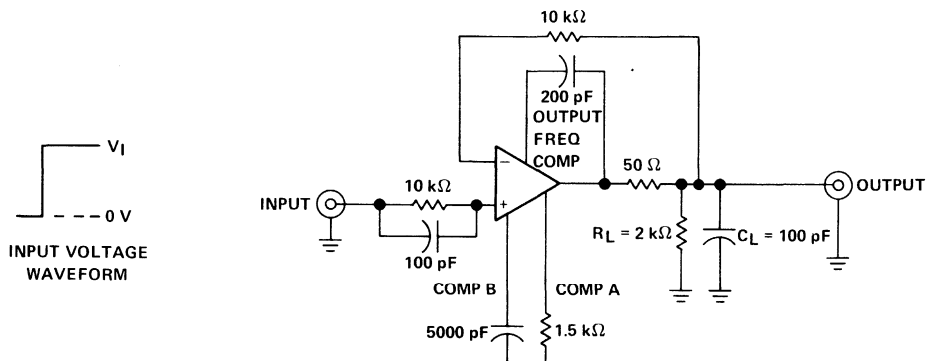 10 kΩ
200 pF
OUTPUT
FREQ
COMP
V_I
0 V
INPUT VOLTAGE
WAVEFORM
INPUT
10 kΩ
100 pF
−
+
50 Ω
OUTPUT
R_L = 2 kΩ
C_L = 100 pF
COMP B
COMP A
5000 pF
1.5 kΩ